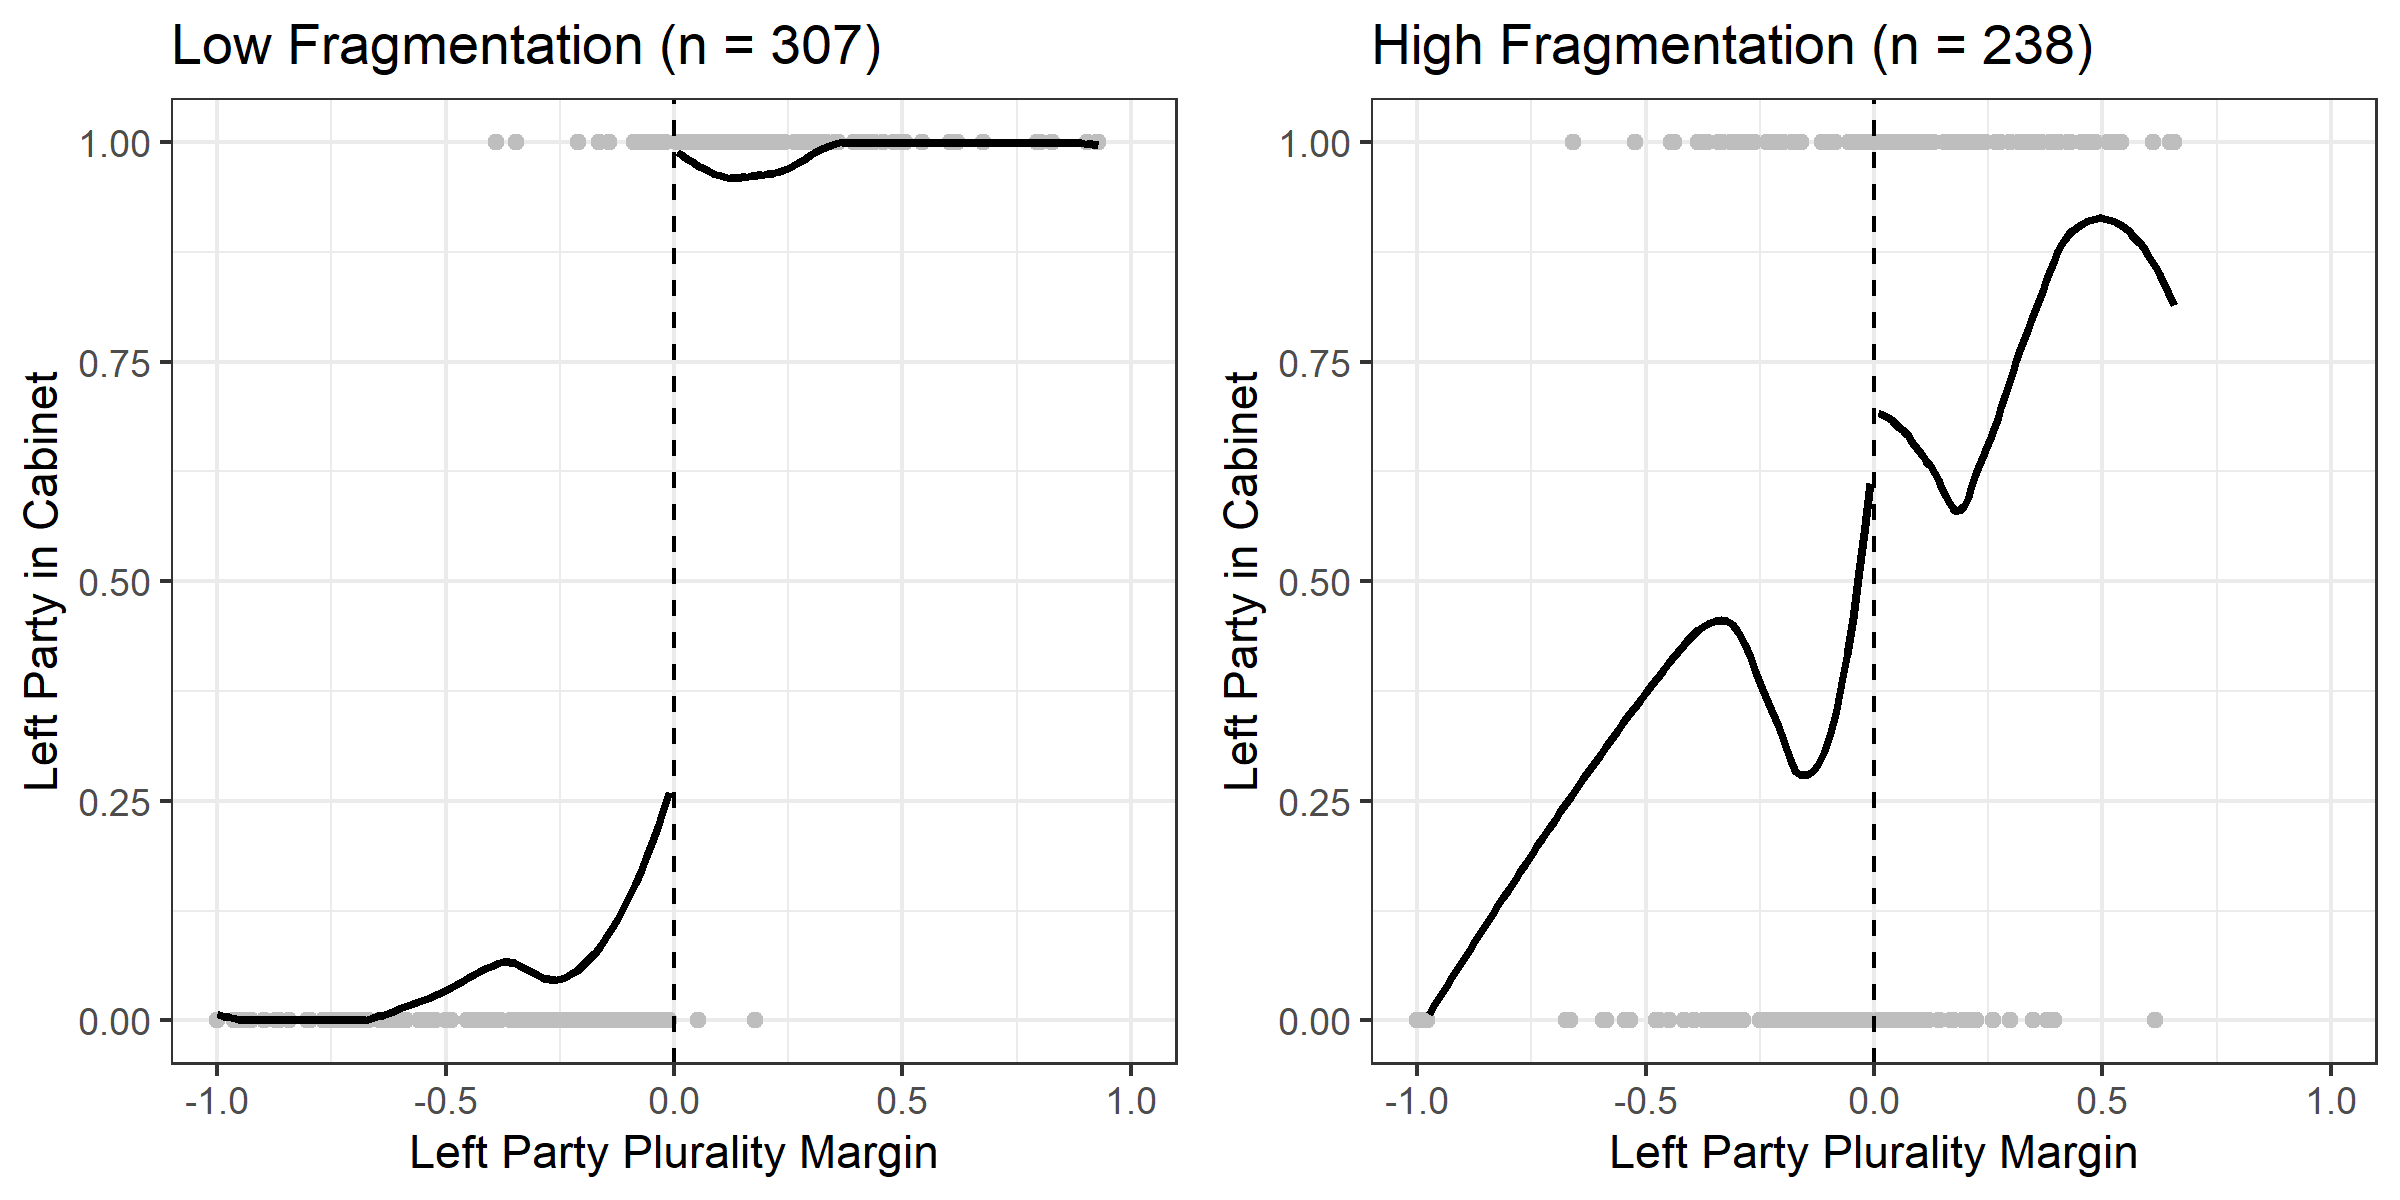 Low Fragmentation (n = 307)
Left Party in Cabinet
1.00
0.75
0.50
0.25
0.00
-1.0 -0.5 0.0 0.5 1.0
Left Party Plurality Margin
High Fragmentation (n = 238)
Left Party in Cabinet
1.00
0.75
0.50
0.25
0.00
-1.0 -0.5 0.0 0.5 1.0
Left Party Plurality Margin